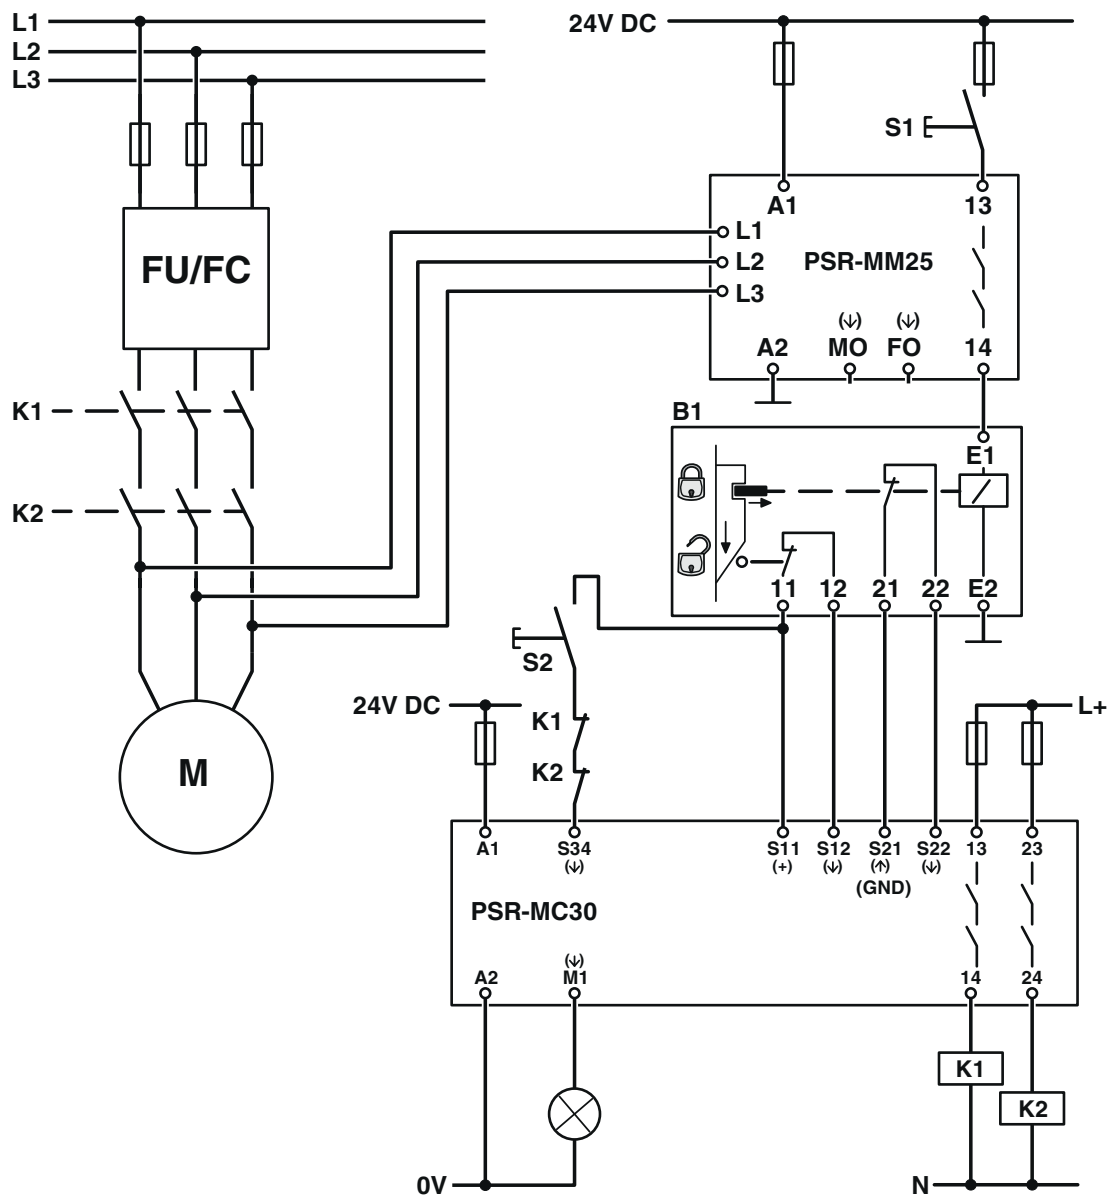 L1
L2
L3
FU/FC
K1
K2
M
24V DC
S1
A1
13
L1
L2
L3
PSR-MM25
A2
MO
FO
14
B1
E1
11
12
21
22
E2
S2
24V DC
K1
K2
L+
A1
S34
S11
S12
S21
S22
13
23
(+)
(GND)
PSR-MC30
A2
M1
14
24
K1
K2
0V
N